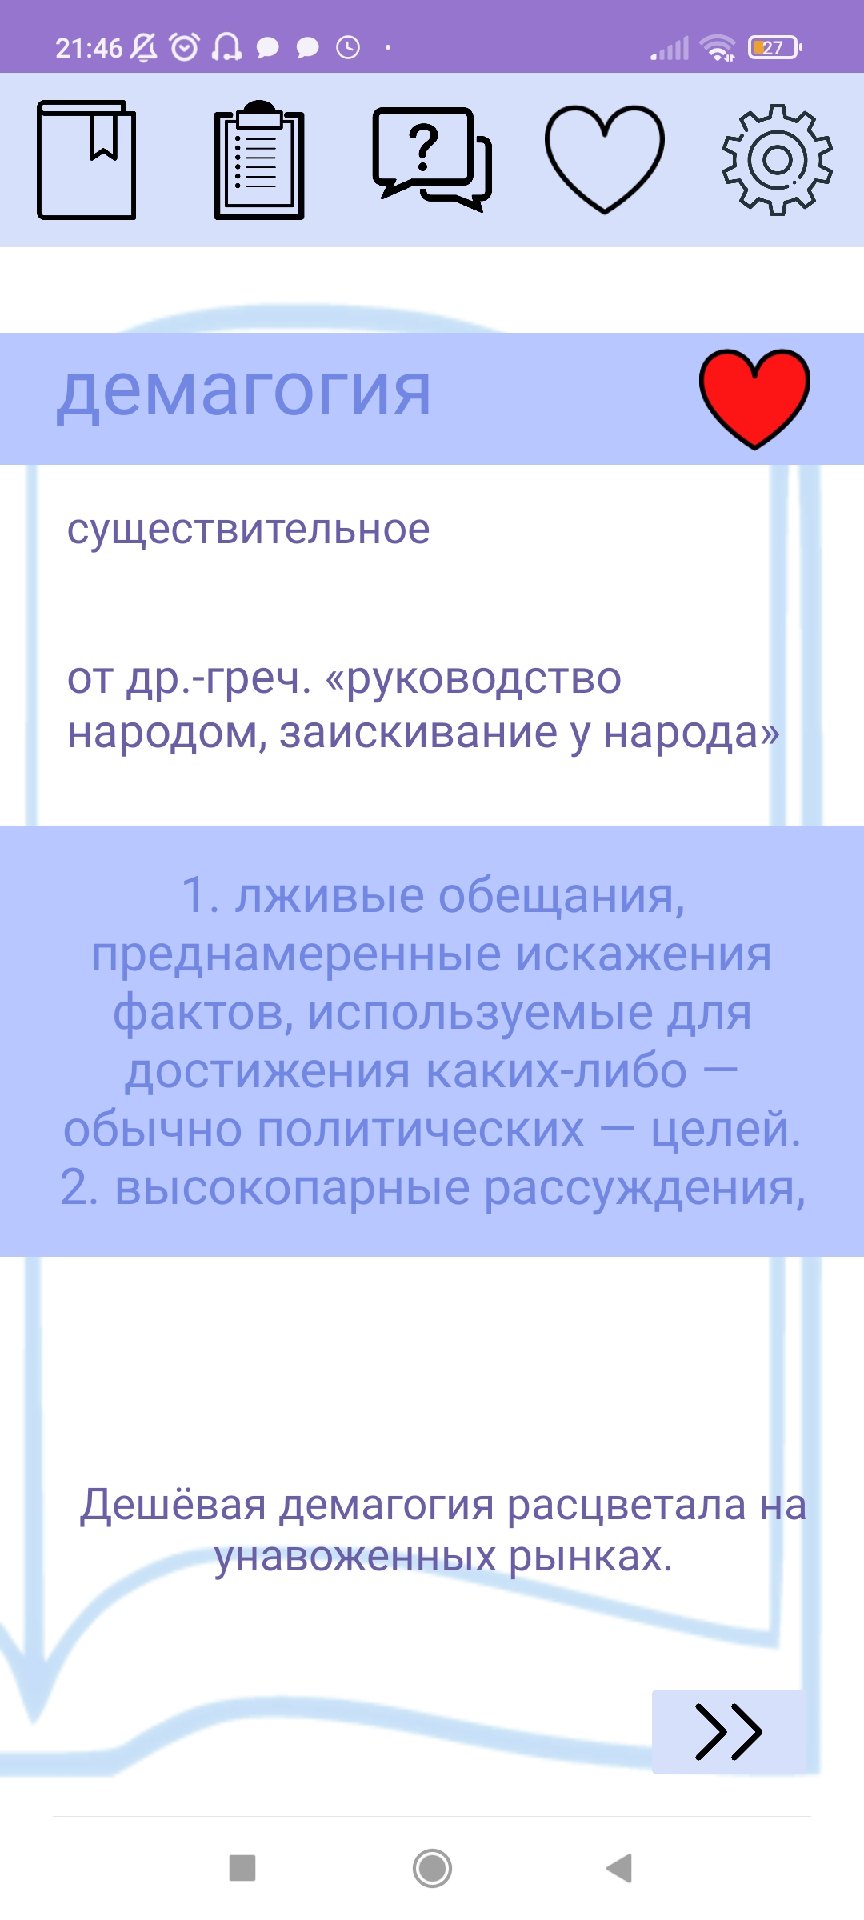 21:46
27
?
демагогия
существительное
от др.-греч. «руководство
народом, заискивание у народа»
1. лживые обещания,
преднамеренные искажения
фактов, используемые для
достижения каких-либо —
обычно политических — целей.
2. высокопарные рассуждения,
Дешёвая демагогия расцветала на
унавоженных рынках.